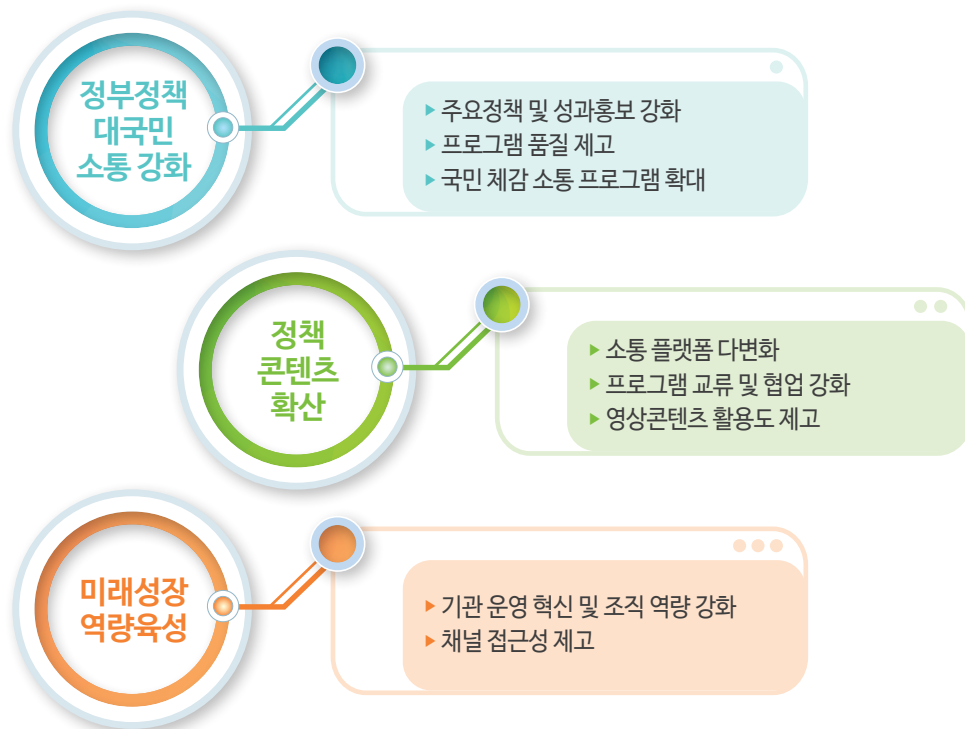 정부정책
대국민
소통 강화
▸ 주요정책 및 성과홍보 강화
▸ 프로그램 품질 제고
▸ 국민 체감 소통 프로그램 확대
정책
콘텐츠
확산
▸ 소통 플랫폼 다변화
▸ 프로그램 교류 및 협업 강화
▸ 영상콘텐츠 활용도 제고
미래성장
역량육성
▸ 기관 운영 혁신 및 조직 역량 강화
▸ 채널 접근성 제고